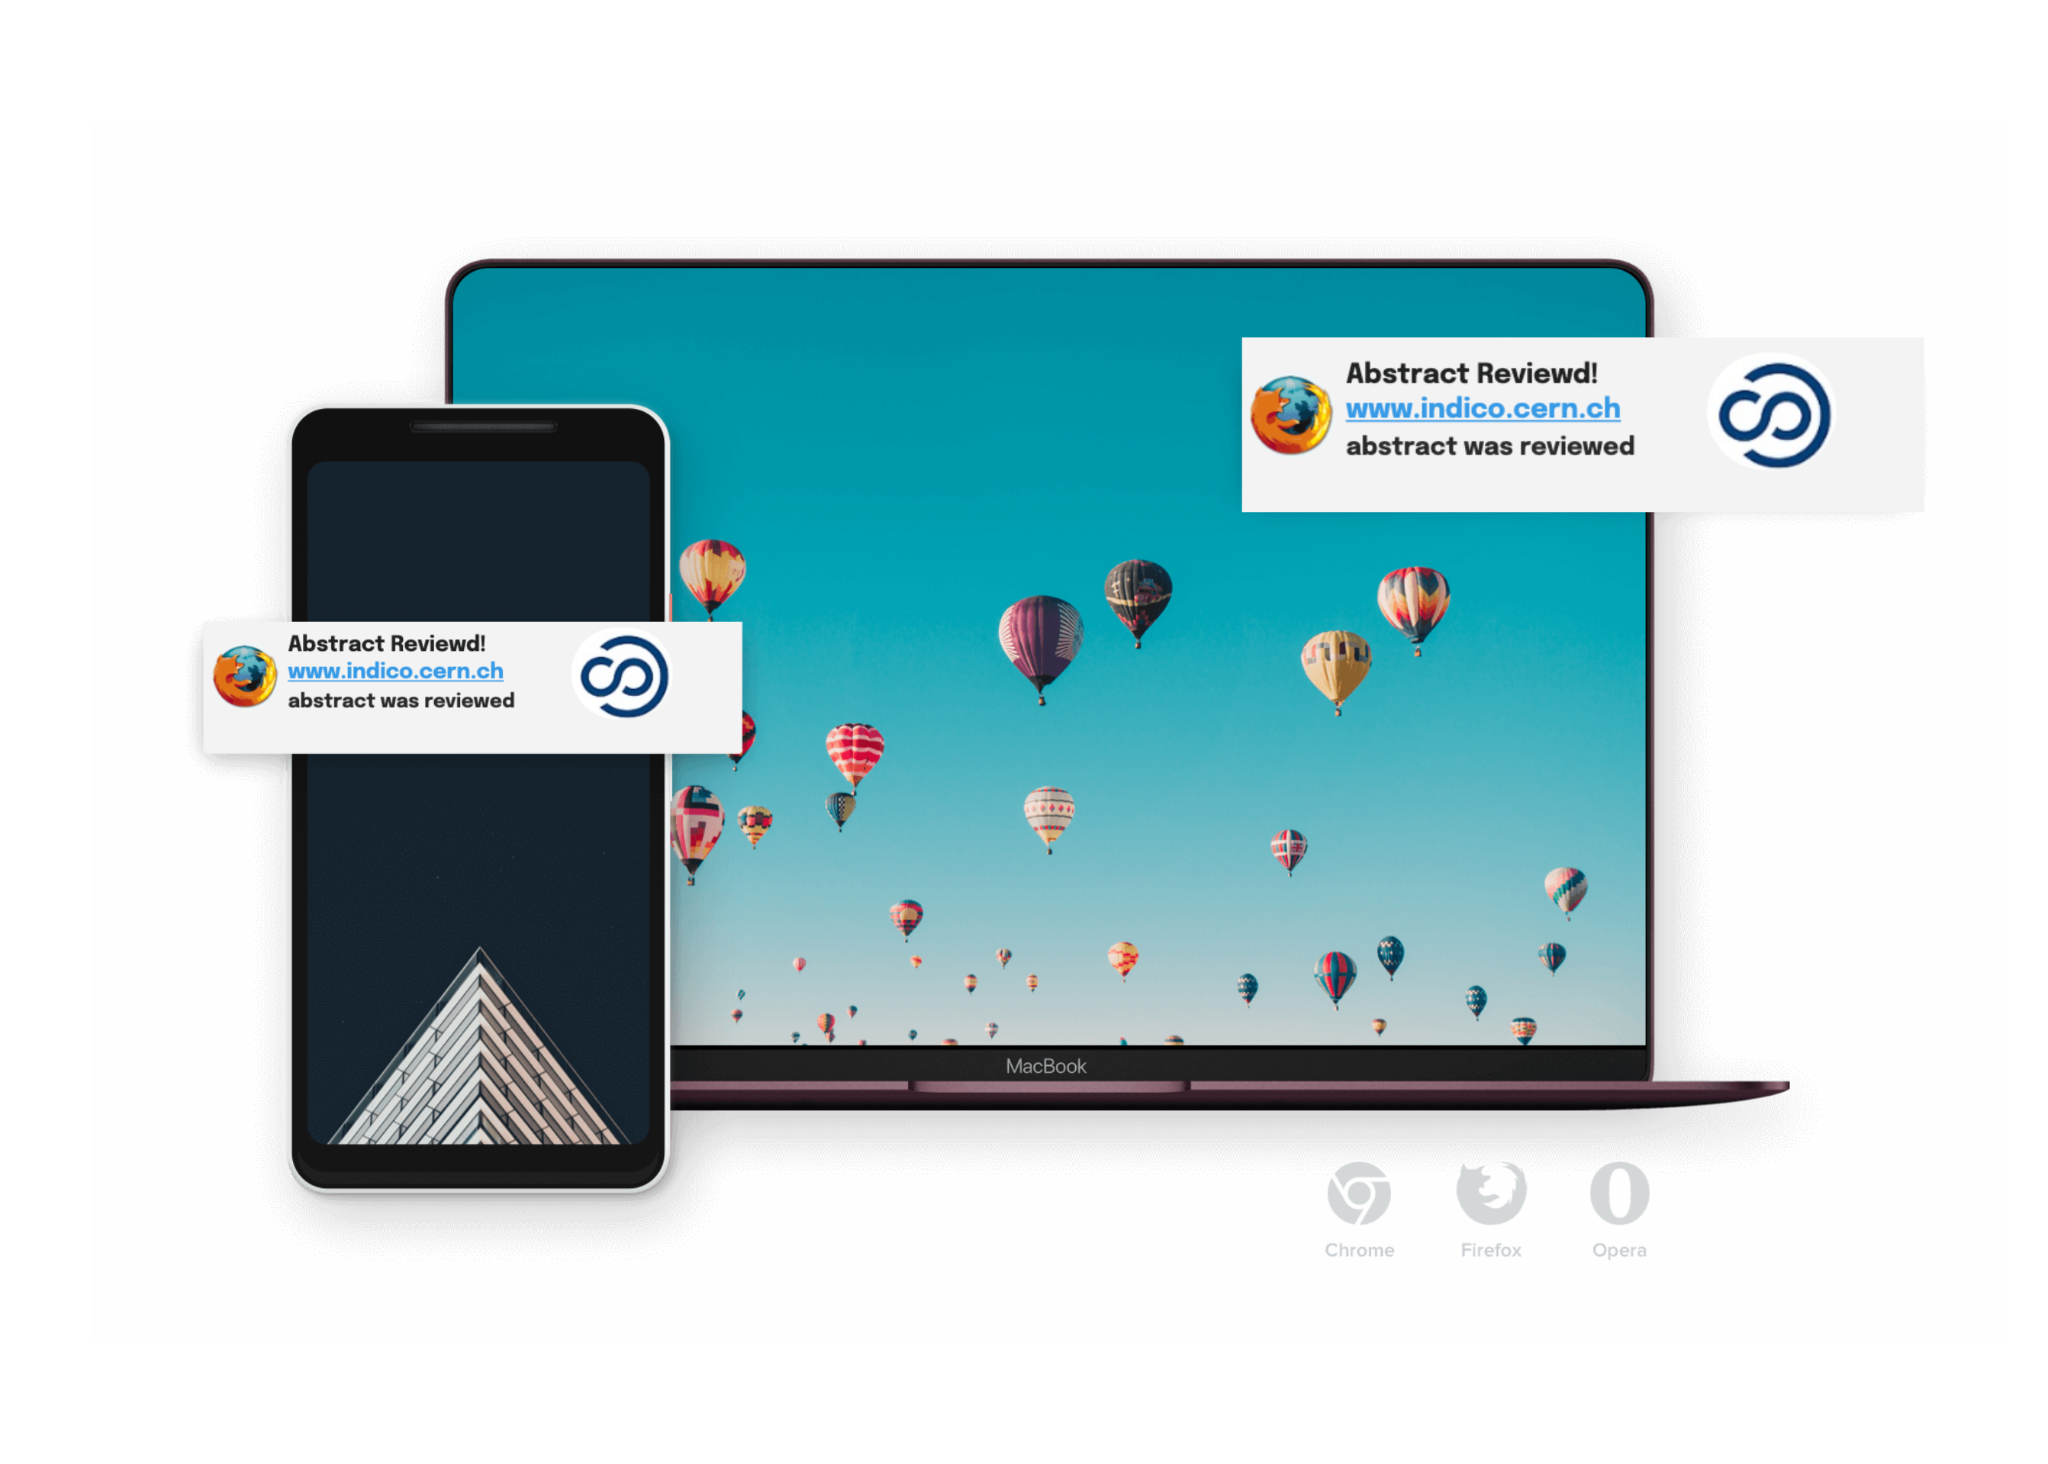 Abstract Reviewd!
www.indico.cern.ch
abstract was reviewed
Abstract Reviewd!
www.indico.cern.ch
abstract was reviewed
MacBook
Chrome
Firefox
Opera